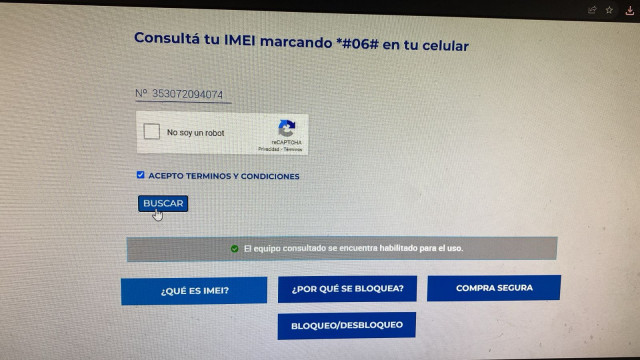 Consultá tu IMEI marcando *#06# en tu celular
Nº 353072094074
No soy un robot
reCAPTCHA
Privacidad - Términos
ACEPTO TERMINOS Y CONDICIONES
BUSCAR
El equipo consultado se encuentra habilitado para el uso.
¿QUÉ ES IMEI?
¿POR QUÉ SE BLOQUEA?
COMPRA SEGURA
BLOQUEO/DESBLOQUEO